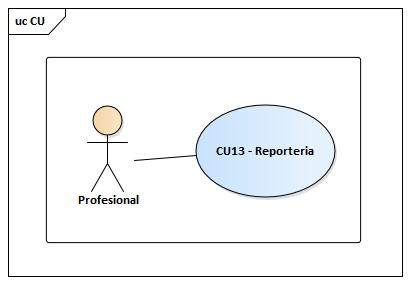 uc CU
CU13 - Reporteria
Profesional